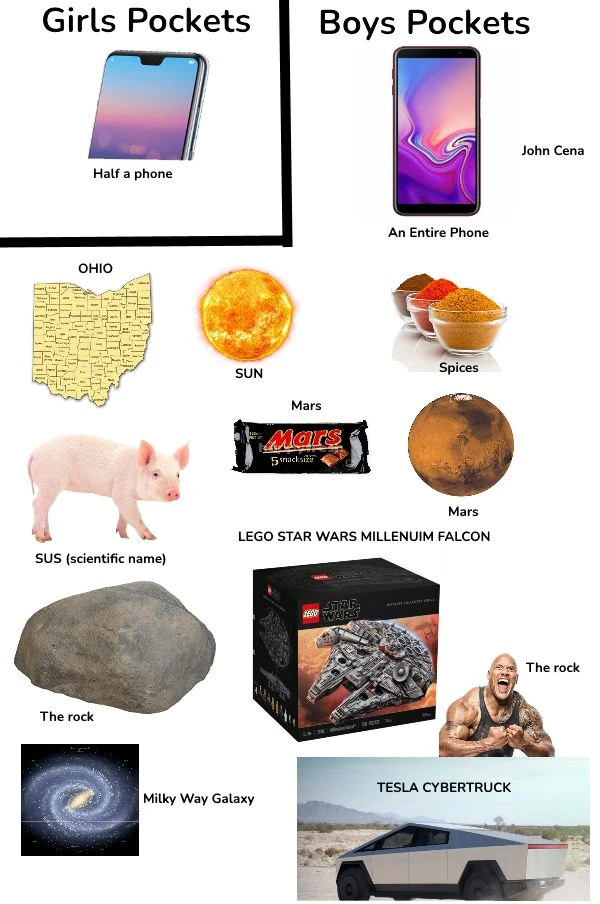 Girls Pockets
Boys Pockets
Half a phone
John Cena
An Entire Phone
OHIO
SUN
Spices
Mars
Mars
5 snacksize
Mars
SUS (scientific name)
LEGO STAR WARS MILLENUIM FALCON
LEGO
STAR
WARS
The rock
The rock
Milky Way Galaxy
TESLA CYBERTRUCK